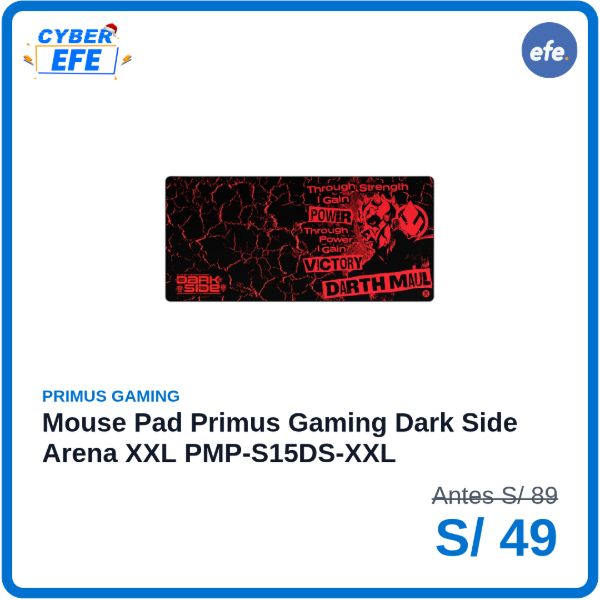 CYBER
EFE
efe.
Through Strength
I Gain
POWER
Through
Power
I Gain
VICTORY
DARTH MAUL
DARK
SIDE
PRIMUS GAMING
Mouse Pad Primus Gaming Dark Side
Arena XXL PMP-S15DS-XXL
Antes S/ 89
S/ 49